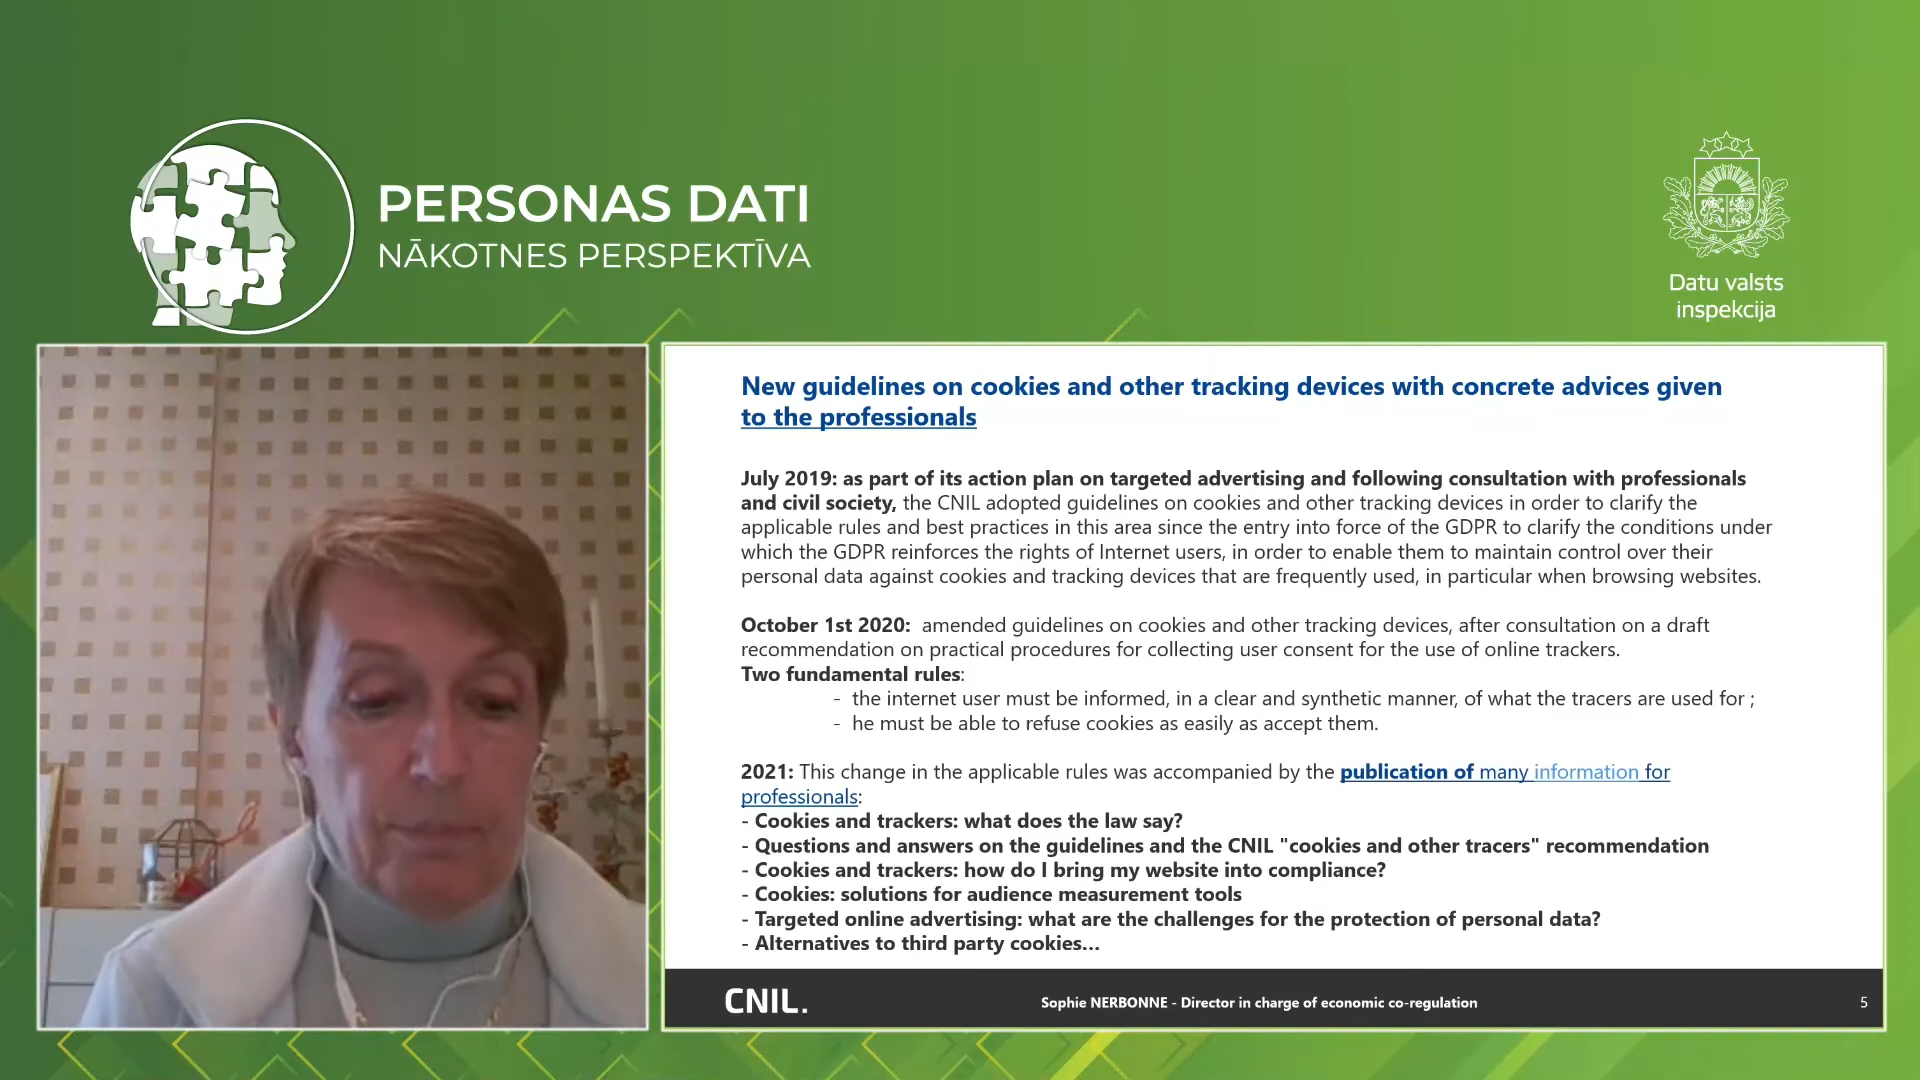 PERSONAS DATI
NĀKOTNES PERSPEKTĪVA
Datu valsts
inspekcija
New guidelines on cookies and other tracking devices with concrete advices given
to the professionals
July 2019: as part of its action plan on targeted advertising and following consultation with professionals
and civil society, the CNIL adopted guidelines on cookies and other tracking devices in order to clarify the
applicable rules and best practices in this area since the entry into force of the GDPR to clarify the conditions under
which the GDPR reinforces the rights of Internet users, in order to enable them to maintain control over their
personal data against cookies and tracking devices that are frequently used, in particular when browsing websites.
October 1st 2020: amended guidelines on cookies and other tracking devices, after consultation on a draft
recommendation on practical procedures for collecting user consent for the use of online trackers.
Two fundamental rules:
- the internet user must be informed, in a clear and synthetic manner, of what the tracers are used for ;
- he must be able to refuse cookies as easily as accept them.
2021: This change in the applicable rules was accompanied by the publication of many information for
professionals:
- Cookies and trackers: what does the law say?
- Questions and answers on the guidelines and the CNIL "cookies and other tracers" recommendation
- Cookies and trackers: how do I bring my website into compliance?
- Cookies: solutions for audience measurement tools
- Targeted online advertising: what are the challenges for the protection of personal data?
- Alternatives to third party cookies...
CNIL.
Sophie NERBONNE - Director in charge of economic co-regulation
5